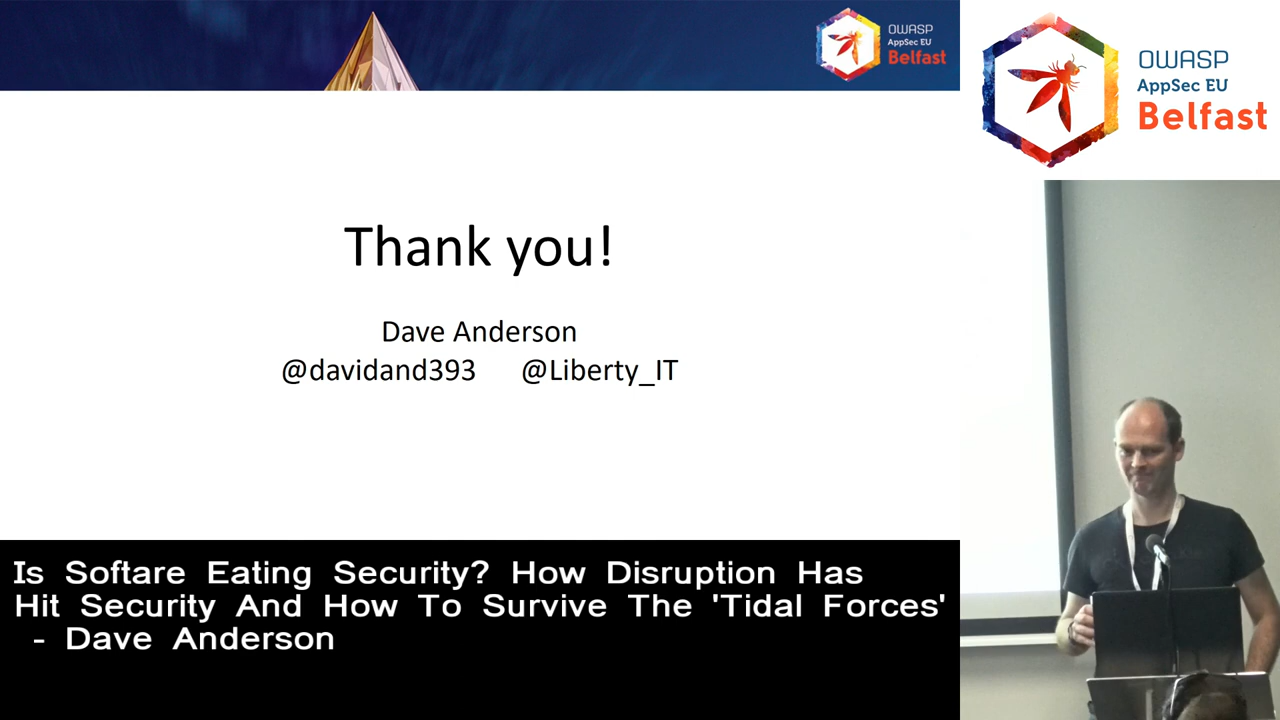 OWASP
AppSec EU
Belfast
OWASP
AppSec EU
Belfast
Thank you!
Dave Anderson
@davidand393 @Liberty_IT
Is Softare Eating Security? How Disruption Has
Hit Security And How To Survive The 'Tidal Forces'
- Dave Anderson